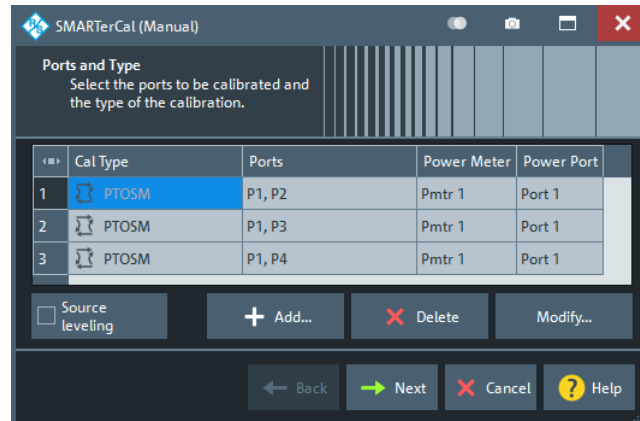 SMARTerCal (Manual)
Ports and Type
Select the ports to be calibrated and
the type of the calibration.
Cal Type Ports Power Meter Power Port
1 PTOSM P1, P2 Pmtr 1 Port 1
2 PTOSM P1, P3 Pmtr 1 Port 1
3 PTOSM P1, P4 Pmtr 1 Port 1
Source
leveling
Add... Delete Modify...
Back Next Cancel ? Help